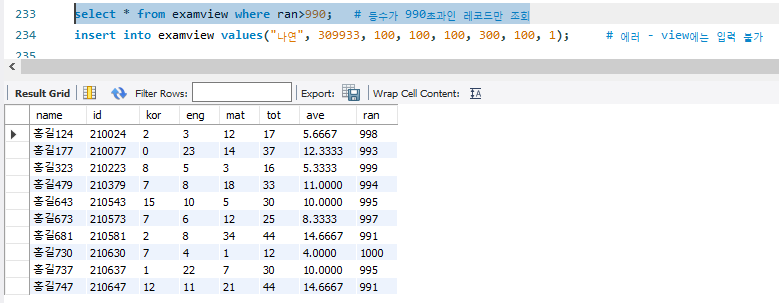 233 select * from examview where ran>990; # 등수가 990초과인 레코드만 조회
234 insert into examview values("나연", 309933, 100, 100, 100, 300, 100, 1); # 에러 - view에는 입력 불가
235
Result Grid Filter Rows: Export: Wrap Cell Content:
name id kor eng mat tot ave ran
홍길124 210024 2 3 12 17 5.6667 998
홍길177 210077 0 23 14 37 12.3333 993
홍길323 210223 8 5 3 16 5.3333 999
홍길479 210379 7 8 18 33 11.0000 994
홍길643 210543 15 10 5 30 10.0000 995
홍길673 210573 7 6 12 25 8.3333 997
홍길681 210581 2 8 34 44 14.6667 991
홍길730 210630 7 4 1 12 4.0000 1000
홍길737 210637 1 22 7 30 10.0000 995
홍길747 210647 12 11 21 44 14.6667 991